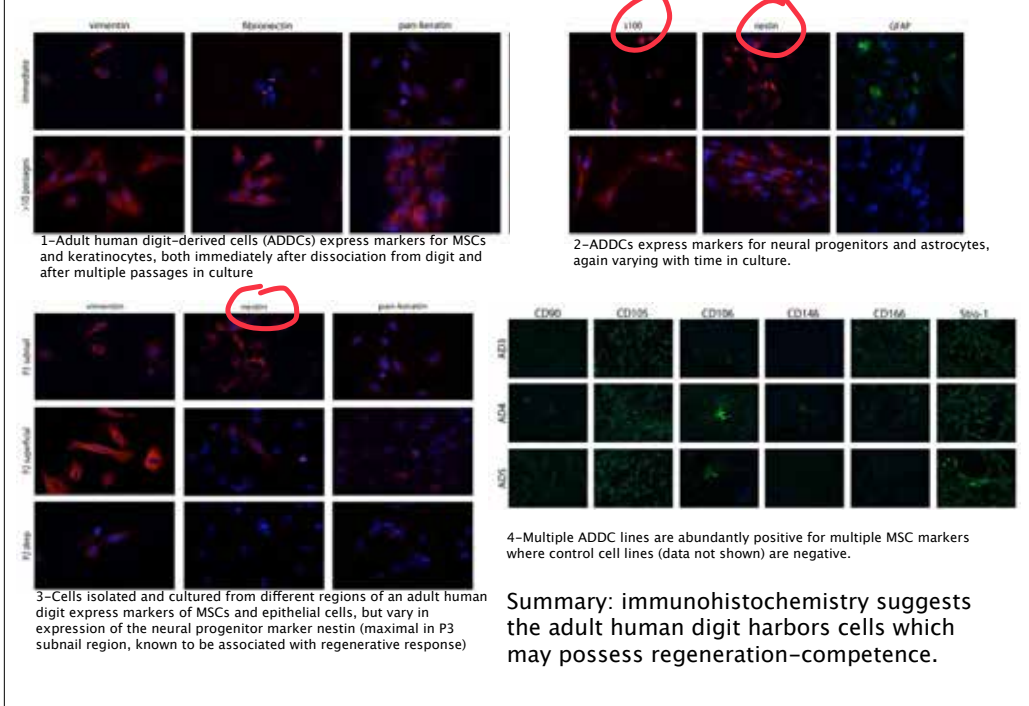 vimentin fibronectin pan-keratin
immediate
>10 passages
1-Adult human digit-derived cells (ADDCs) express markers for MSCs
and keratinocytes, both immediately after dissociation from digit and
after multiple passages in culture
s100 nestin GFAP
2-ADDCs express markers for neural progenitors and astrocytes,
again varying with time in culture.
vimentin nestin pan-keratin
P3 subnail
P2 superficial
P2 deep
3-Cells isolated and cultured from different regions of an adult human
digit express markers of MSCs and epithelial cells, but vary in
expression of the neural progenitor marker nestin (maximal in P3
subnail region, known to be associated with regenerative response)
CD90 CD105 CD106 CD146 CD166 Stro-1
AD3
AD4
AD5
4-Multiple ADDC lines are abundantly positive for multiple MSC markers
where control cell lines (data not shown) are negative.
Summary: immunohistochemistry suggests
the adult human digit harbors cells which
may possess regeneration-competence.